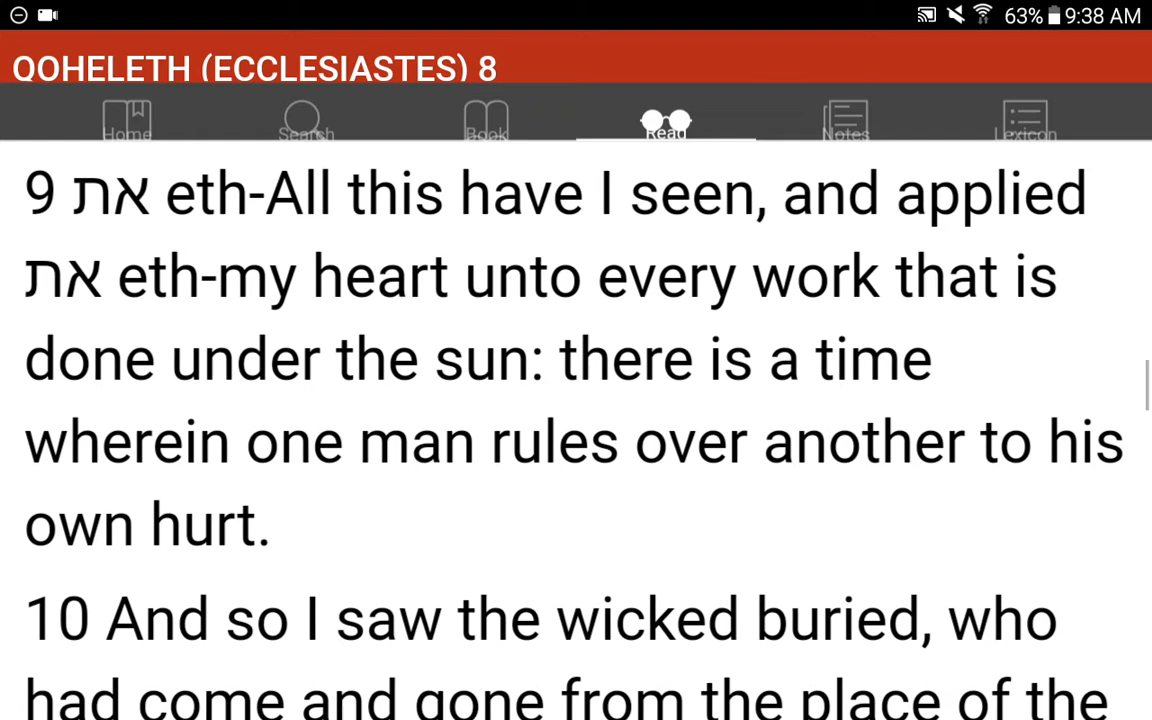 63% 9:38 AM
QOHELETH (ECCLESIASTES) 8
Home Search Book Read Notes Lexicon
9 את eth-All this have I seen, and applied
את eth-my heart unto every work that is
done under the sun: there is a time
wherein one man rules over another to his
own hurt.
10 And so I saw the wicked buried, who
had come and gone from the place of the